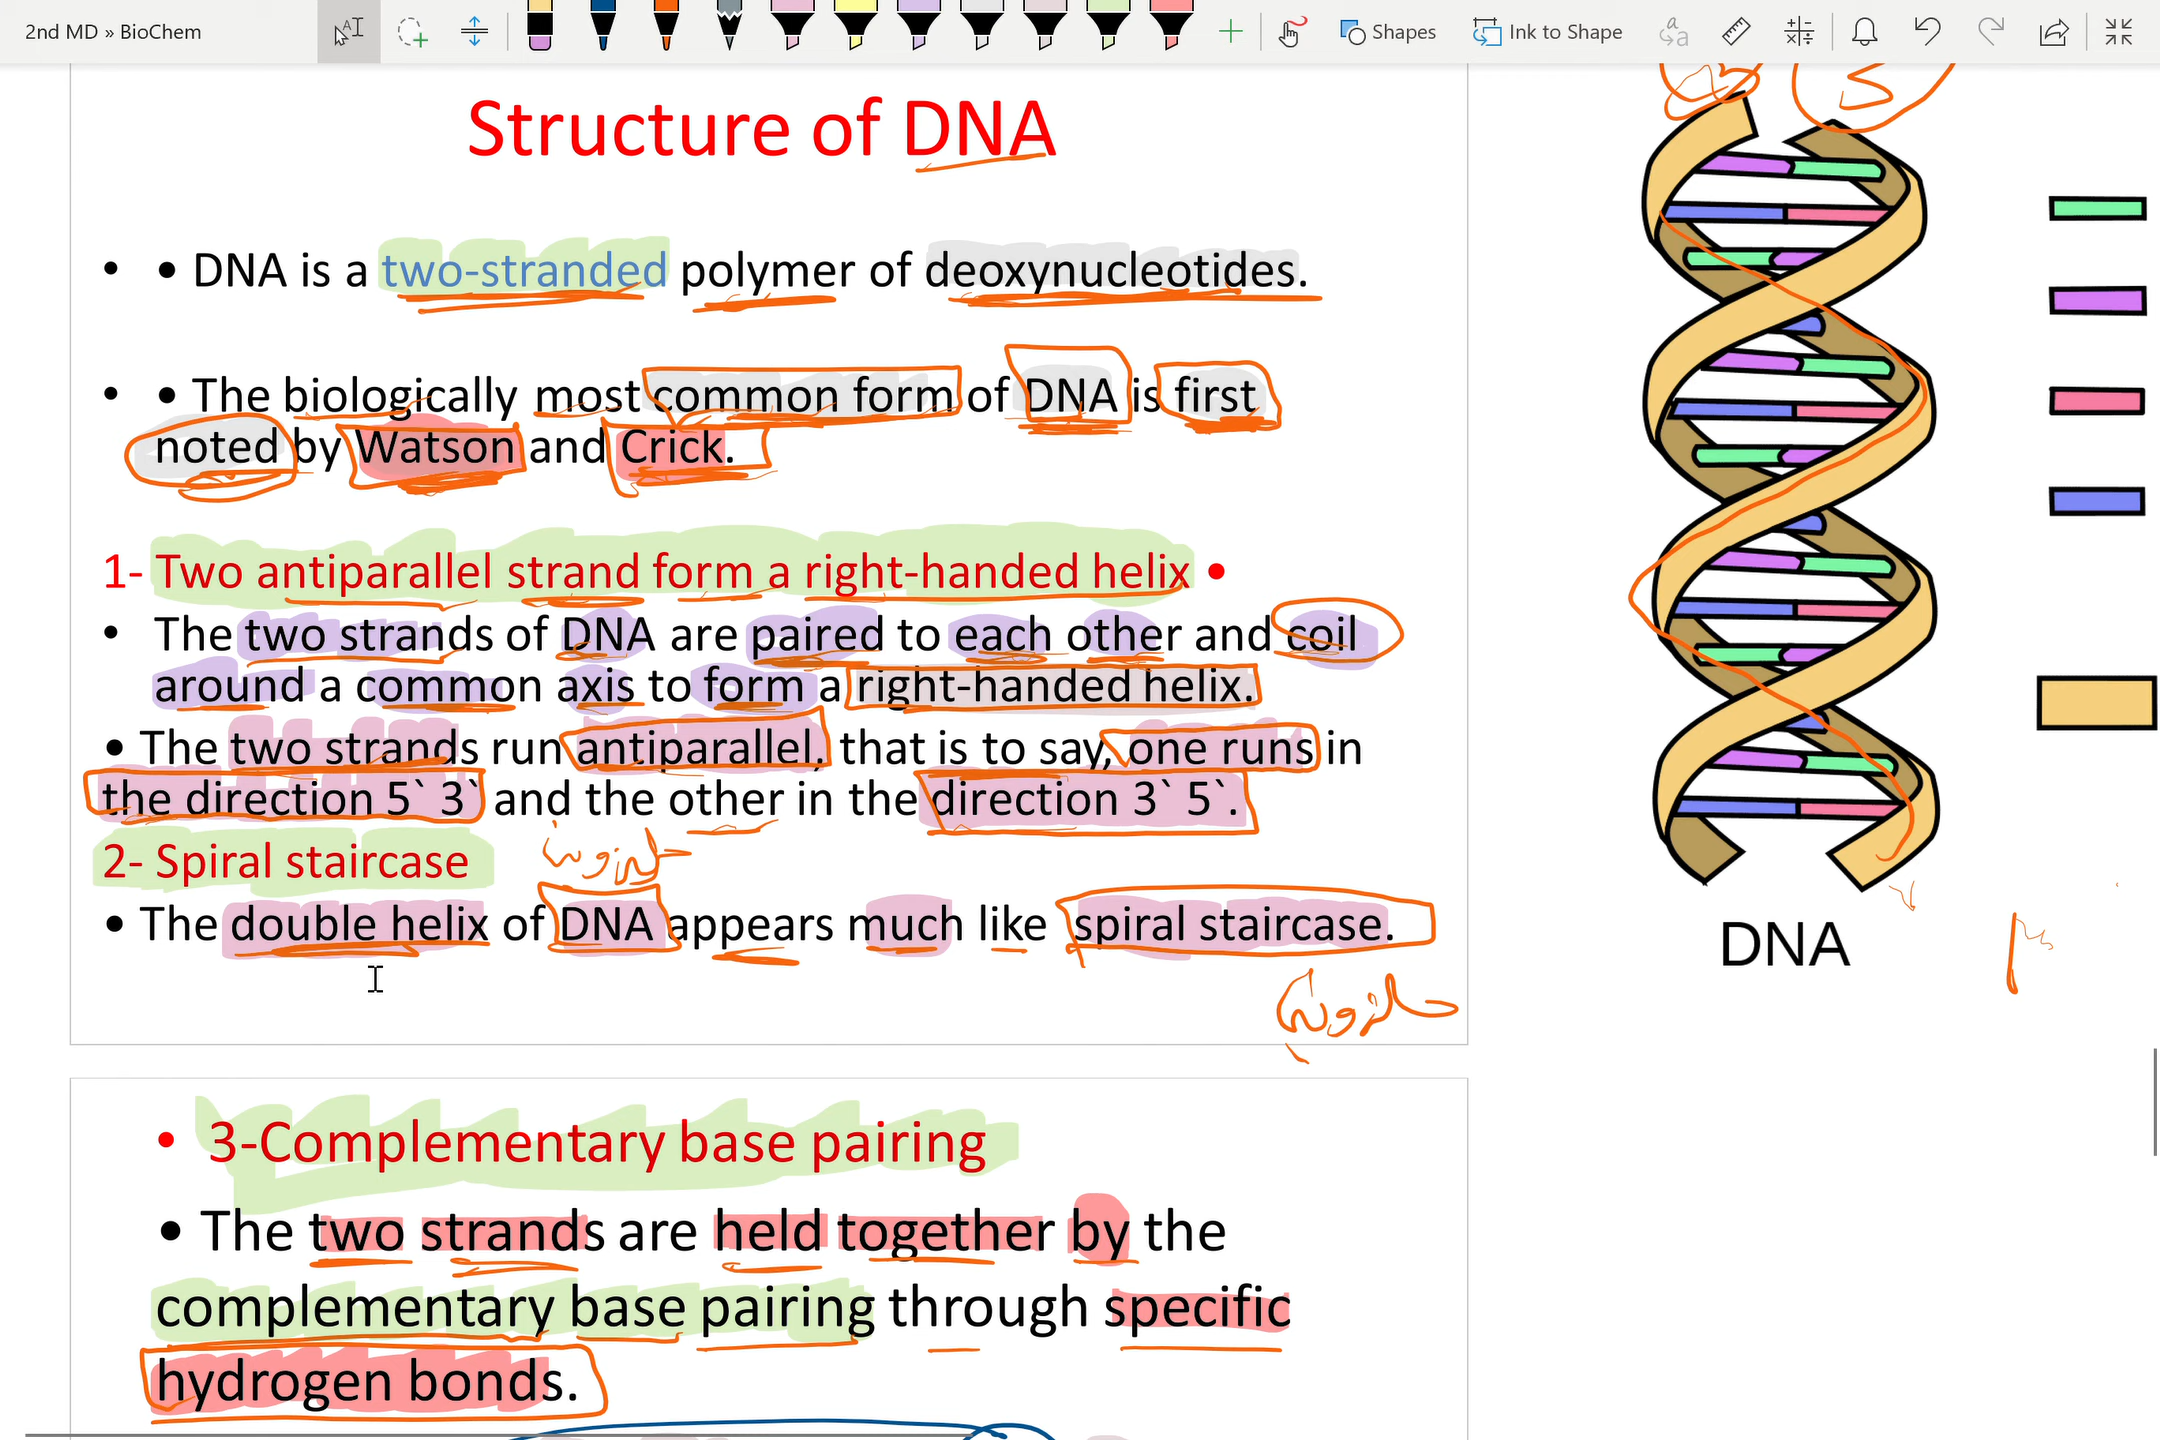 2nd MD » BioChem
Shapes
Ink to Shape
Structure of DNA
• • DNA is a two-stranded polymer of deoxynucleotides.
• • The biologically most common form of DNA is first
noted by Watson and Crick.
1- Two antiparallel strand form a right-handed helix •
• The two strands of DNA are paired to each other and coil
around a common axis to form a right-handed helix.
• The two strands run antiparallel, that is to say, one runs in
the direction 5` 3` and the other in the direction 3` 5`.
2- Spiral staircase
• The double helix of DNA appears much like spiral staircase.
DNA
• 3-Complementary base pairing
• The two strands are held together by the
complementary base pairing through specific
hydrogen bonds.